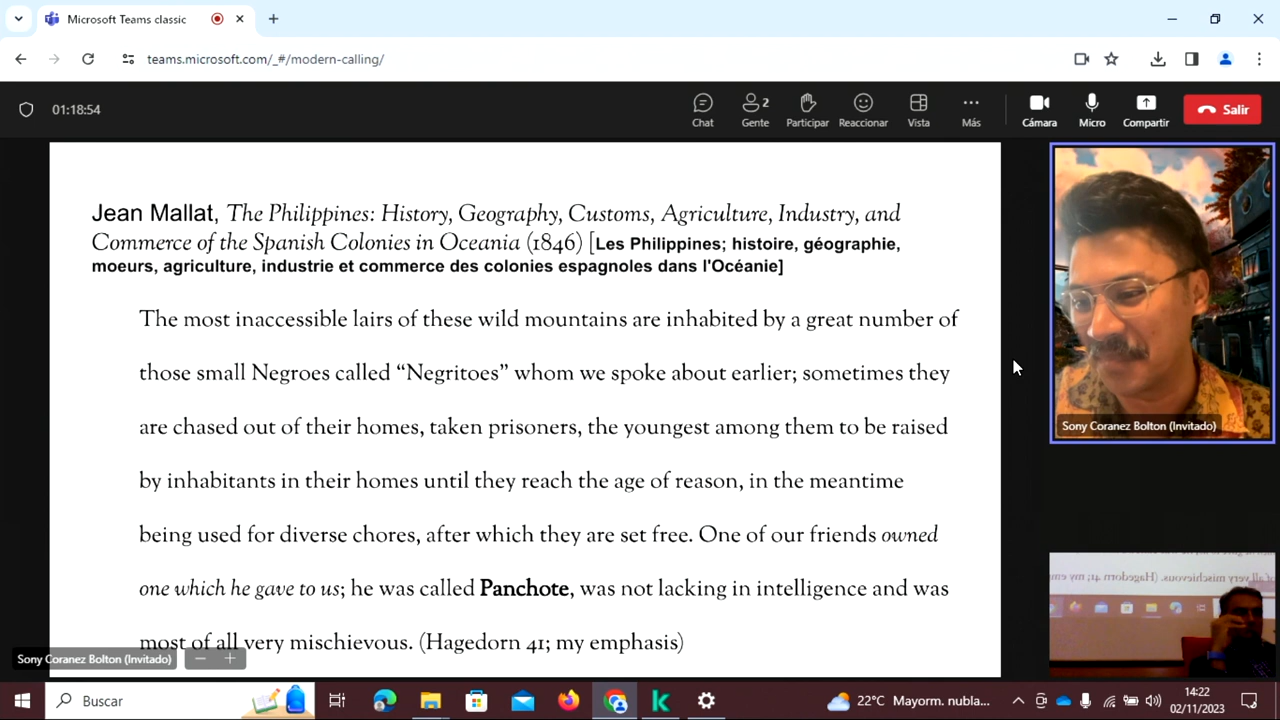 Microsoft Teams classic
teams.microsoft.com/_#/modern-calling/
01:18:54
Chat
2
Gente
Participar
Reaccionar
Vista
Más
Cámara
Micro
Compartir
Salir
Jean Mallat, The Philippines: History, Geography, Customs, Agriculture, Industry, and
Commerce of the Spanish Colonies in Oceania (1846) [Les Philippines; histoire, géographie,
moeurs, agriculture, industrie et commerce des colonies espagnoles dans l'Océanie]
The most inaccessible lairs of these wild mountains are inhabited by a great number of
those small Negroes called “Negritoes” whom we spoke about earlier; sometimes they
are chased out of their homes, taken prisoners, the youngest among them to be raised
by inhabitants in their homes until they reach the age of reason, in the meantime
being used for diverse chores, after which they are set free. One of our friends owned
one which he gave to us; he was called Panchote, was not lacking in intelligence and was
most of all very mischievous. (Hagedorn 41; my emphasis)
Sony Coranez Bolton (Invitado)
Sony Coranez Bolton (Invitado)
Buscar
22°C Mayorm. nubla...
14:22
02/11/2023